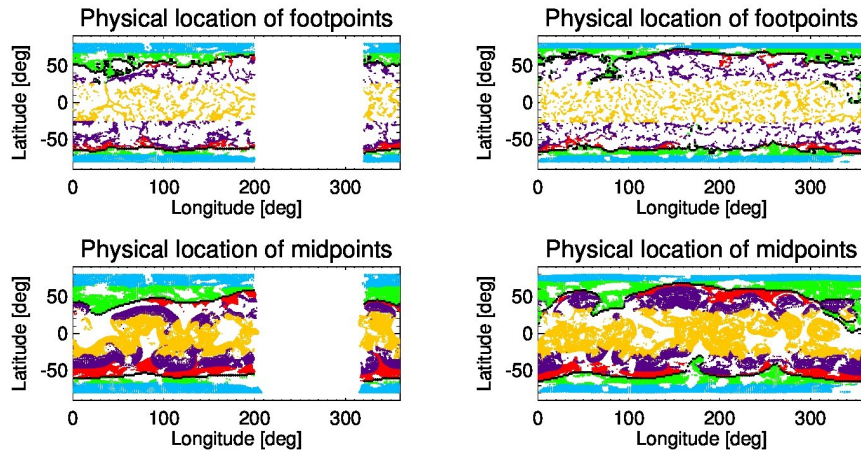 Physical location of footpoints
Physical location of footpoints
Latitude [deg]
50
0
-50
0 100 200 300
Longitude [deg]
Latitude [deg]
50
0
-50
0 100 200 300
Longitude [deg]
Physical location of midpoints
Physical location of midpoints
Latitude [deg]
50
0
-50
0 100 200 300
Longitude [deg]
Latitude [deg]
50
0
-50
0 100 200 300
Longitude [deg]